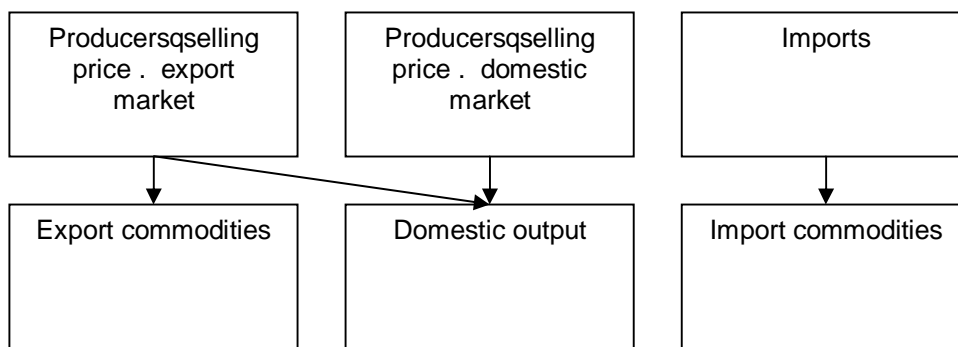 Producersqselling
price . export
market
Producersqselling
price . domestic
market
Imports
Export commodities
Domestic output
Import commodities